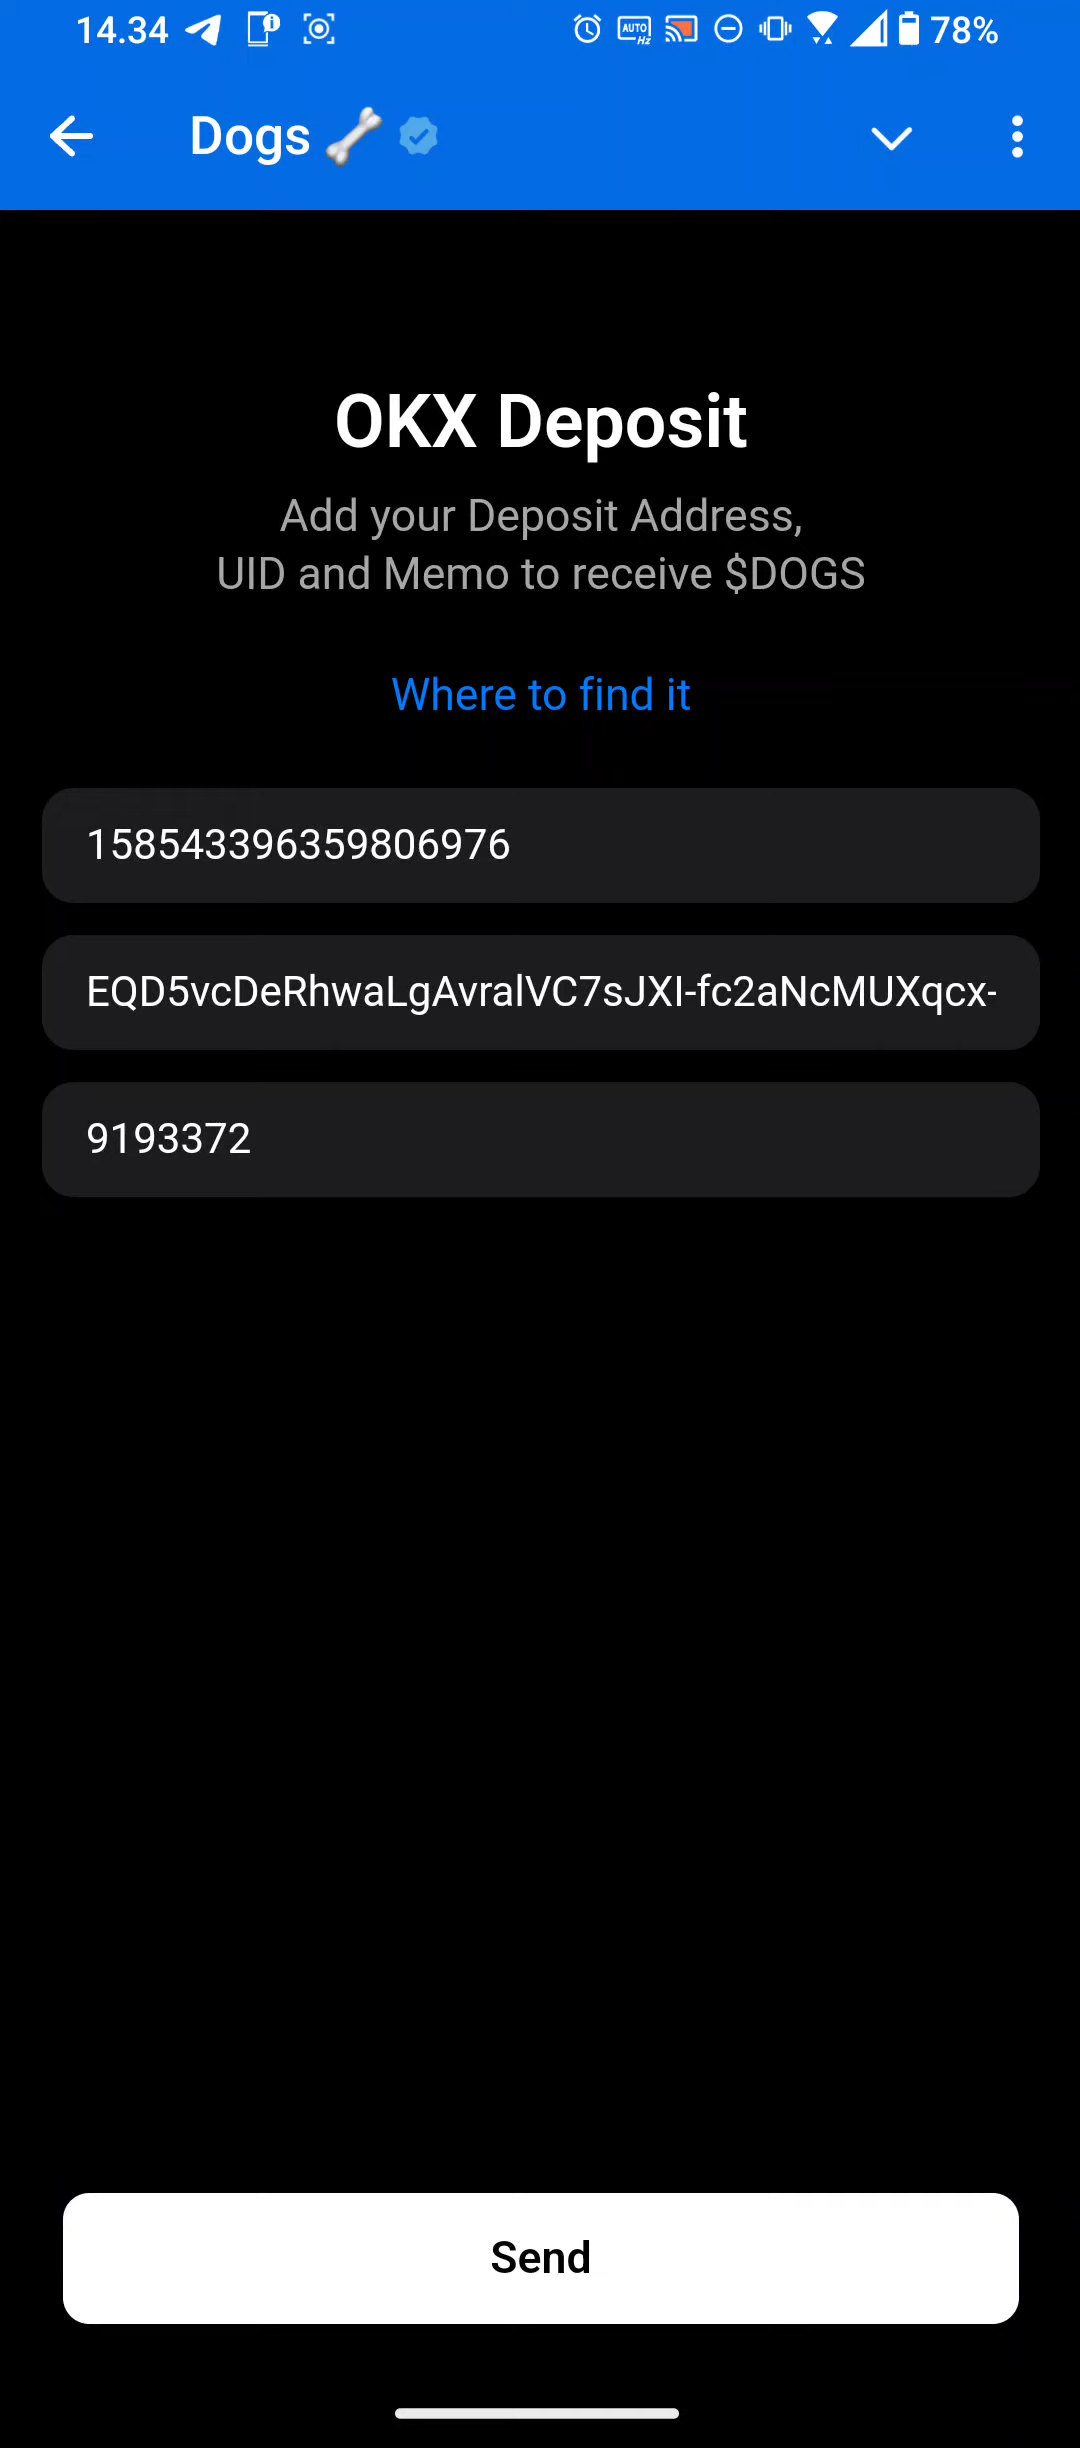 14.34
78%
Dogs
OKX Deposit
Add your Deposit Address,
UID and Memo to receive $DOGS
Where to find it
158543396359806976
EQD5vcDeRhwaLgAvralVC7sJXI-fc2aNcMUXqcx-
9193372
Send